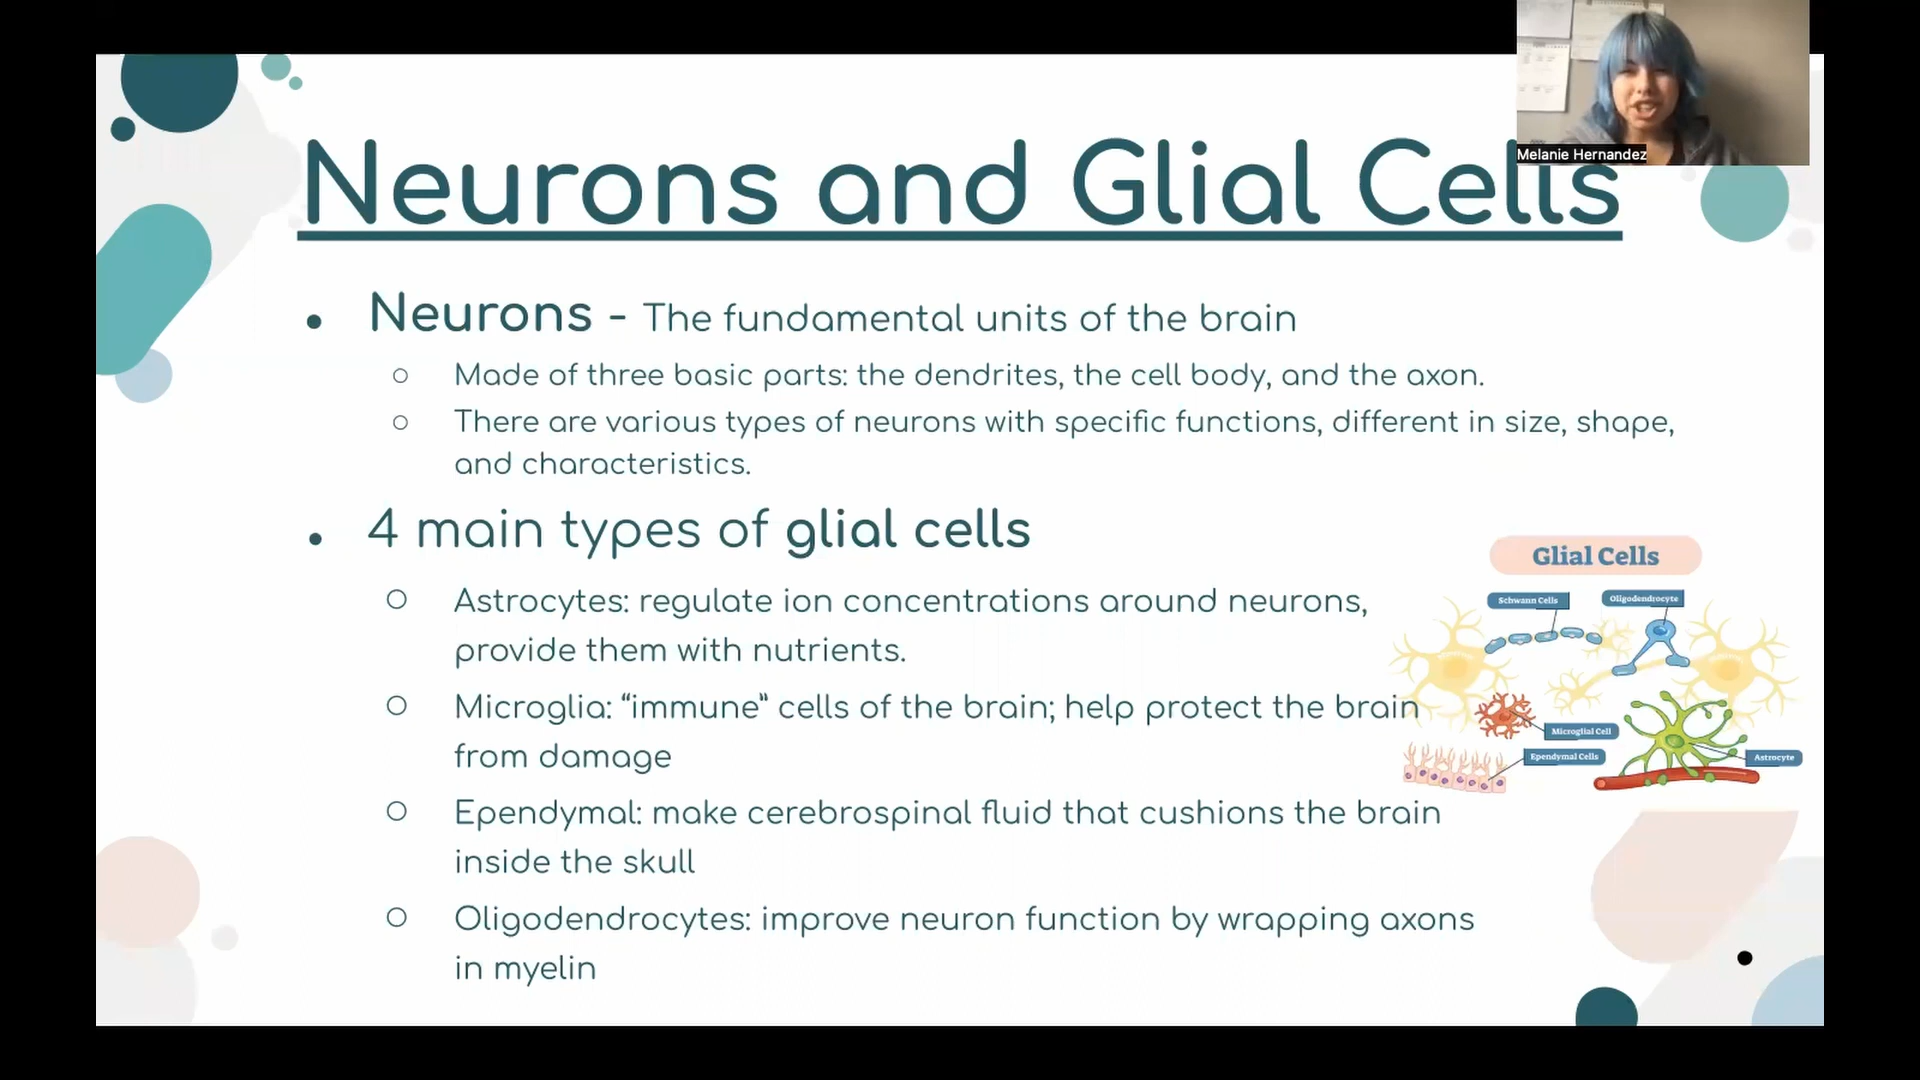 Melanie Hernandez
Neurons and Glial Cells
• Neurons - The fundamental units of the brain
○ Made of three basic parts: the dendrites, the cell body, and the axon.
○ There are various types of neurons with specific functions, different in size, shape,
and characteristics.
• 4 main types of glial cells
○ Astrocytes: regulate ion concentrations around neurons,
provide them with nutrients.
○ Microglia: “immune” cells of the brain; help protect the brain
from damage
○ Ependymal: make cerebrospinal fluid that cushions the brain
inside the skull
○ Oligodendrocytes: improve neuron function by wrapping axons
in myelin
Glial Cells
Schwann Cells
Oligodendrocyte
Microglial Cell
Ependymal Cells
Astrocyte